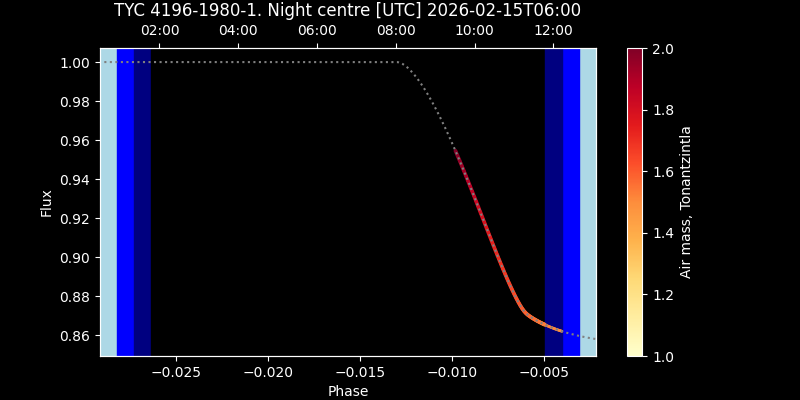 TYC 4196-1980-1. Night centre [UTC] 2026-02-15T06:00
02:00 04:00 06:00 08:00 10:00 12:00
1.00
0.98
0.96
0.94
0.92
0.90
0.88
0.86
Flux
−0.025 −0.020 −0.015 −0.010 −0.005
Phase
2.0
1.8
1.6
1.4
1.2
1.0
Air mass, Tonantzintla